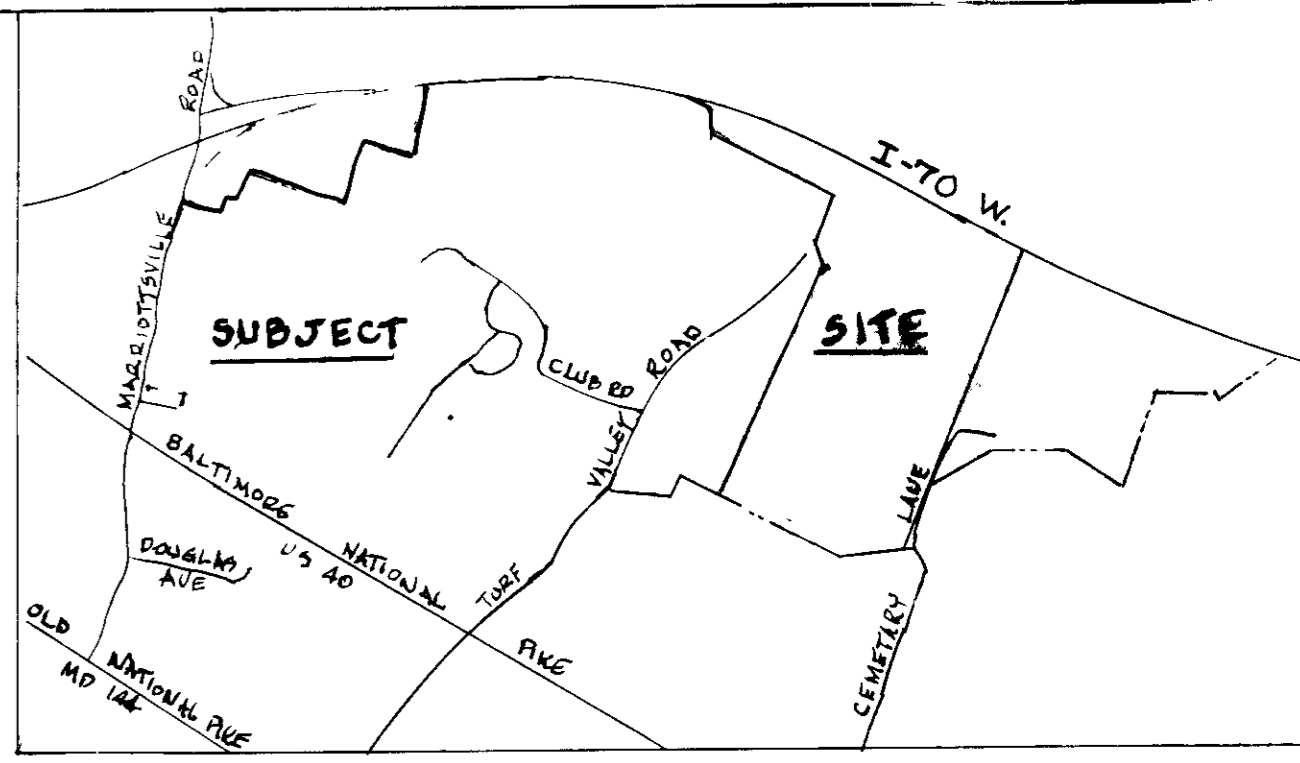 ROAD
I-70 W.
MARRIOTTSVILLE
SUBJECT
SITE
CLUB RD
VALLEY
ROAD
BALTIMORE
US 40
NATIONAL
PIKE
DOUGLAS
AVE
TURF
LANE
CEMETARY
OLD
NATIONAL PIKE
MD 144